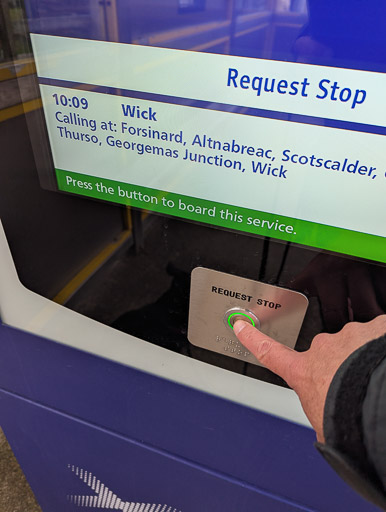 Request Stop
10:09 Wick
Calling at: Forsinard, Altnabreac, Scotscalder,
Thurso, Georgemas Junction, Wick
Press the button to board this service.
REQUEST STOP